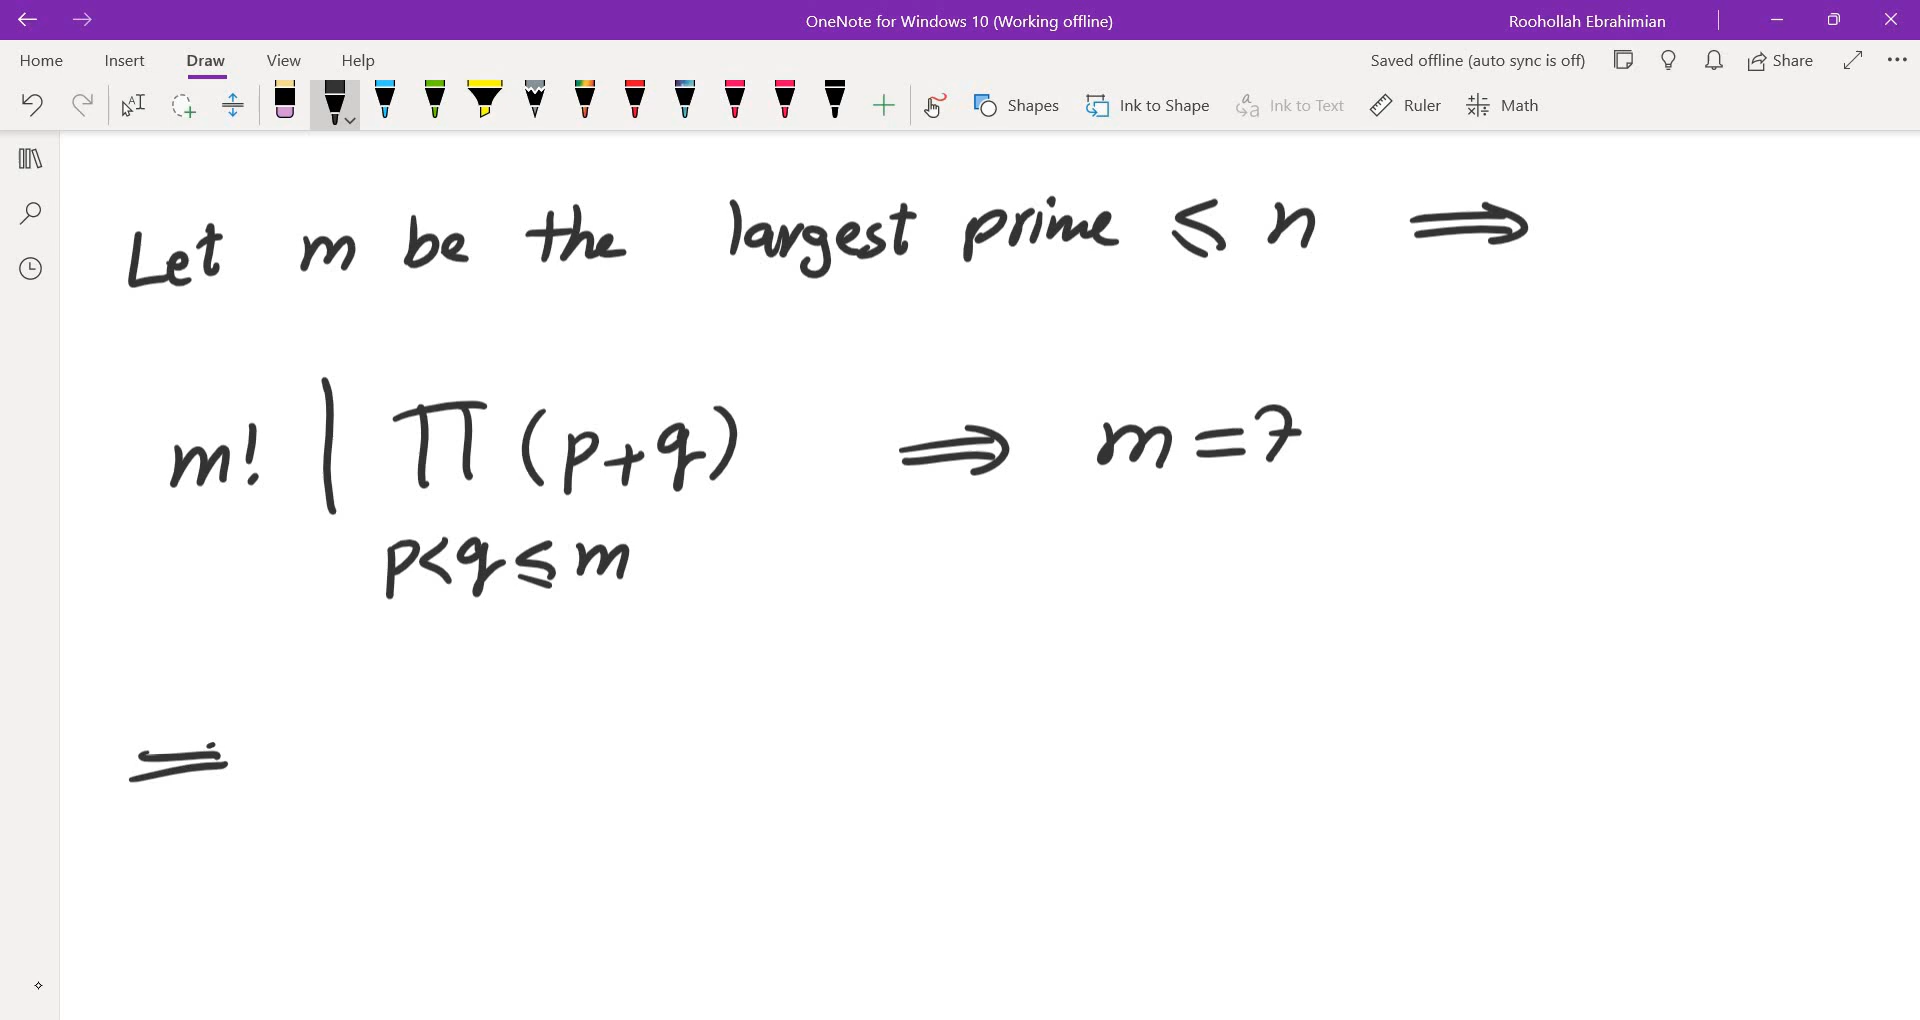 OneNote for Windows 10 (Working offline)
Roohollah Ebrahimian
Home Insert Draw View Help
Saved offline (auto sync is off) Share
Shapes Ink to Shape Ink to Text Ruler Math
Let m be the largest prime ≤ n ⟹
m! | ∏ (p+q) ⟹ m = 7
p<q≤m
=